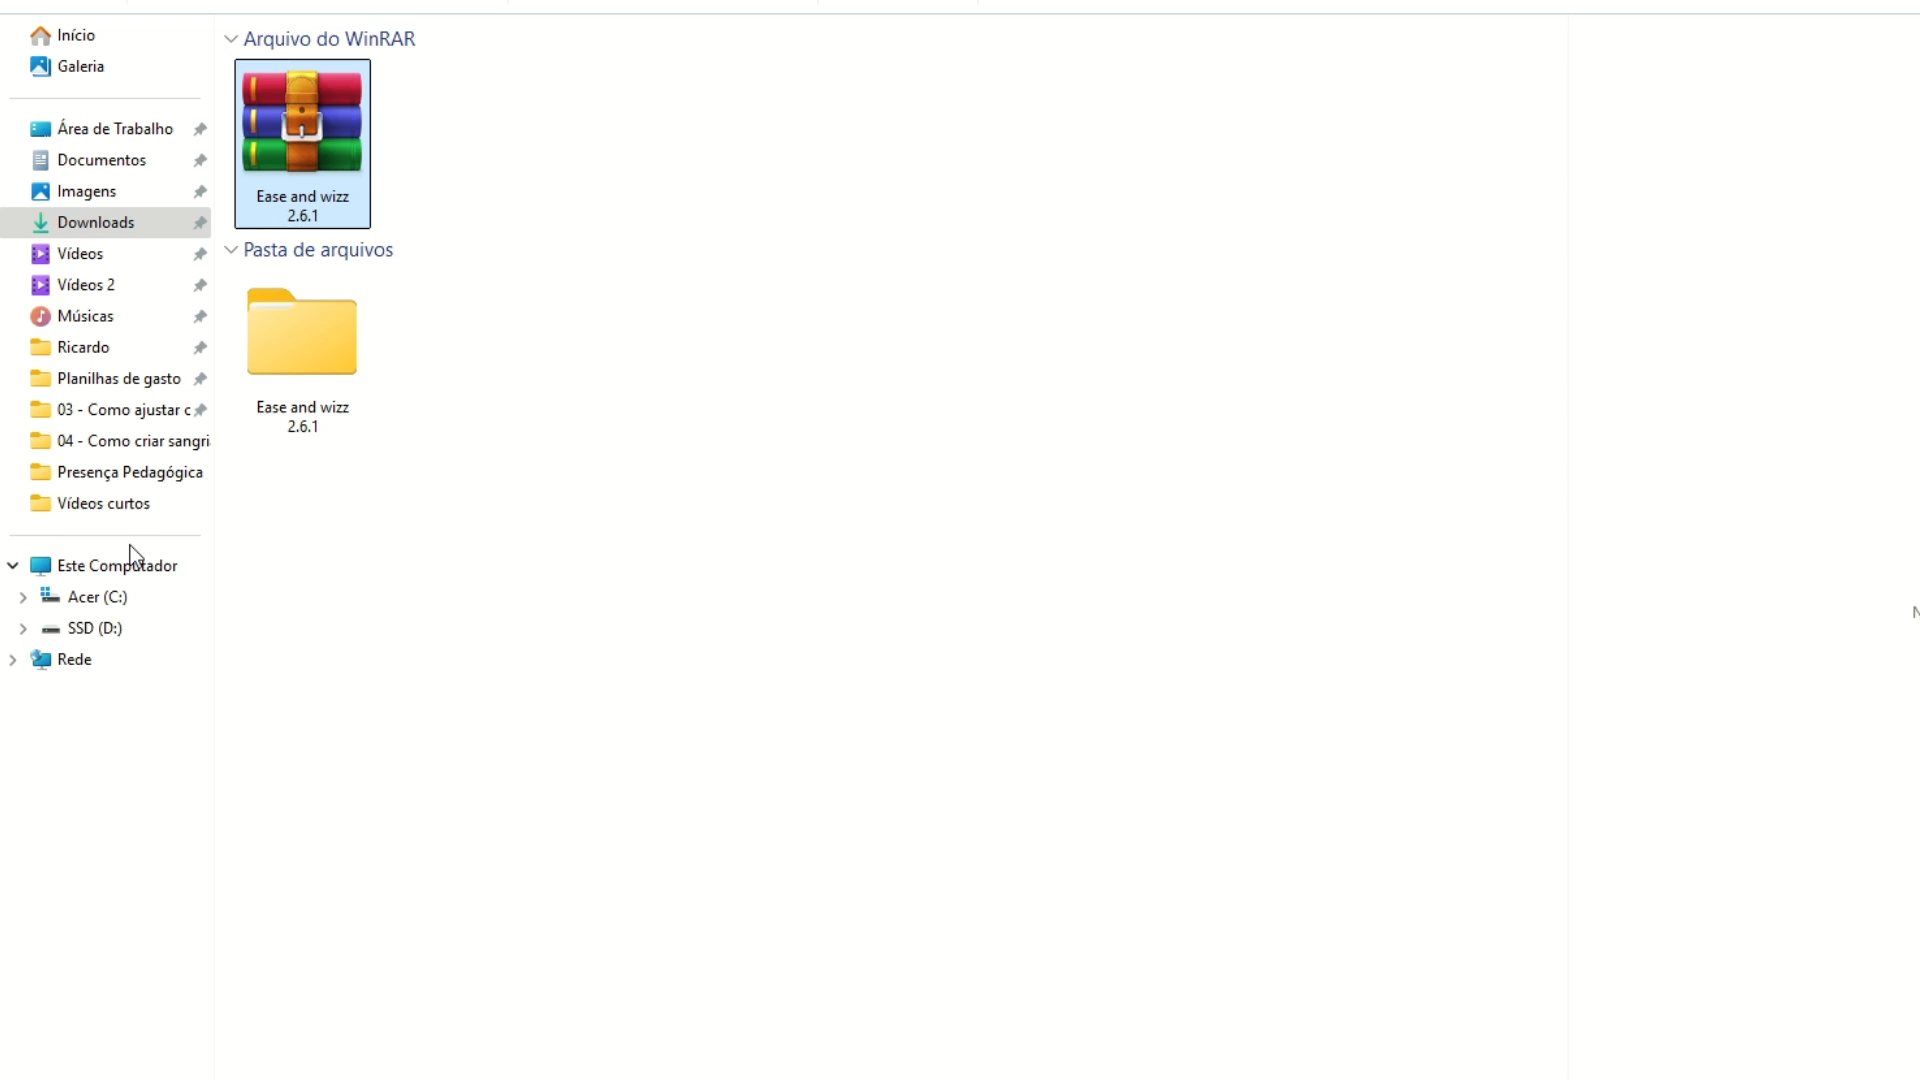 Início
Galeria
Área de Trabalho
Documentos
Imagens
Downloads
Vídeos
Vídeos 2
Músicas
Ricardo
Planilhas de gasto
03 - Como ajustar c
04 - Como criar sangri
Presença Pedagógica
Vídeos curtos
Este Computador
Acer (C:)
SSD (D:)
Rede
Arquivo do WinRAR
Ease and wizz
2.6.1
Pasta de arquivos
Ease and wizz
2.6.1